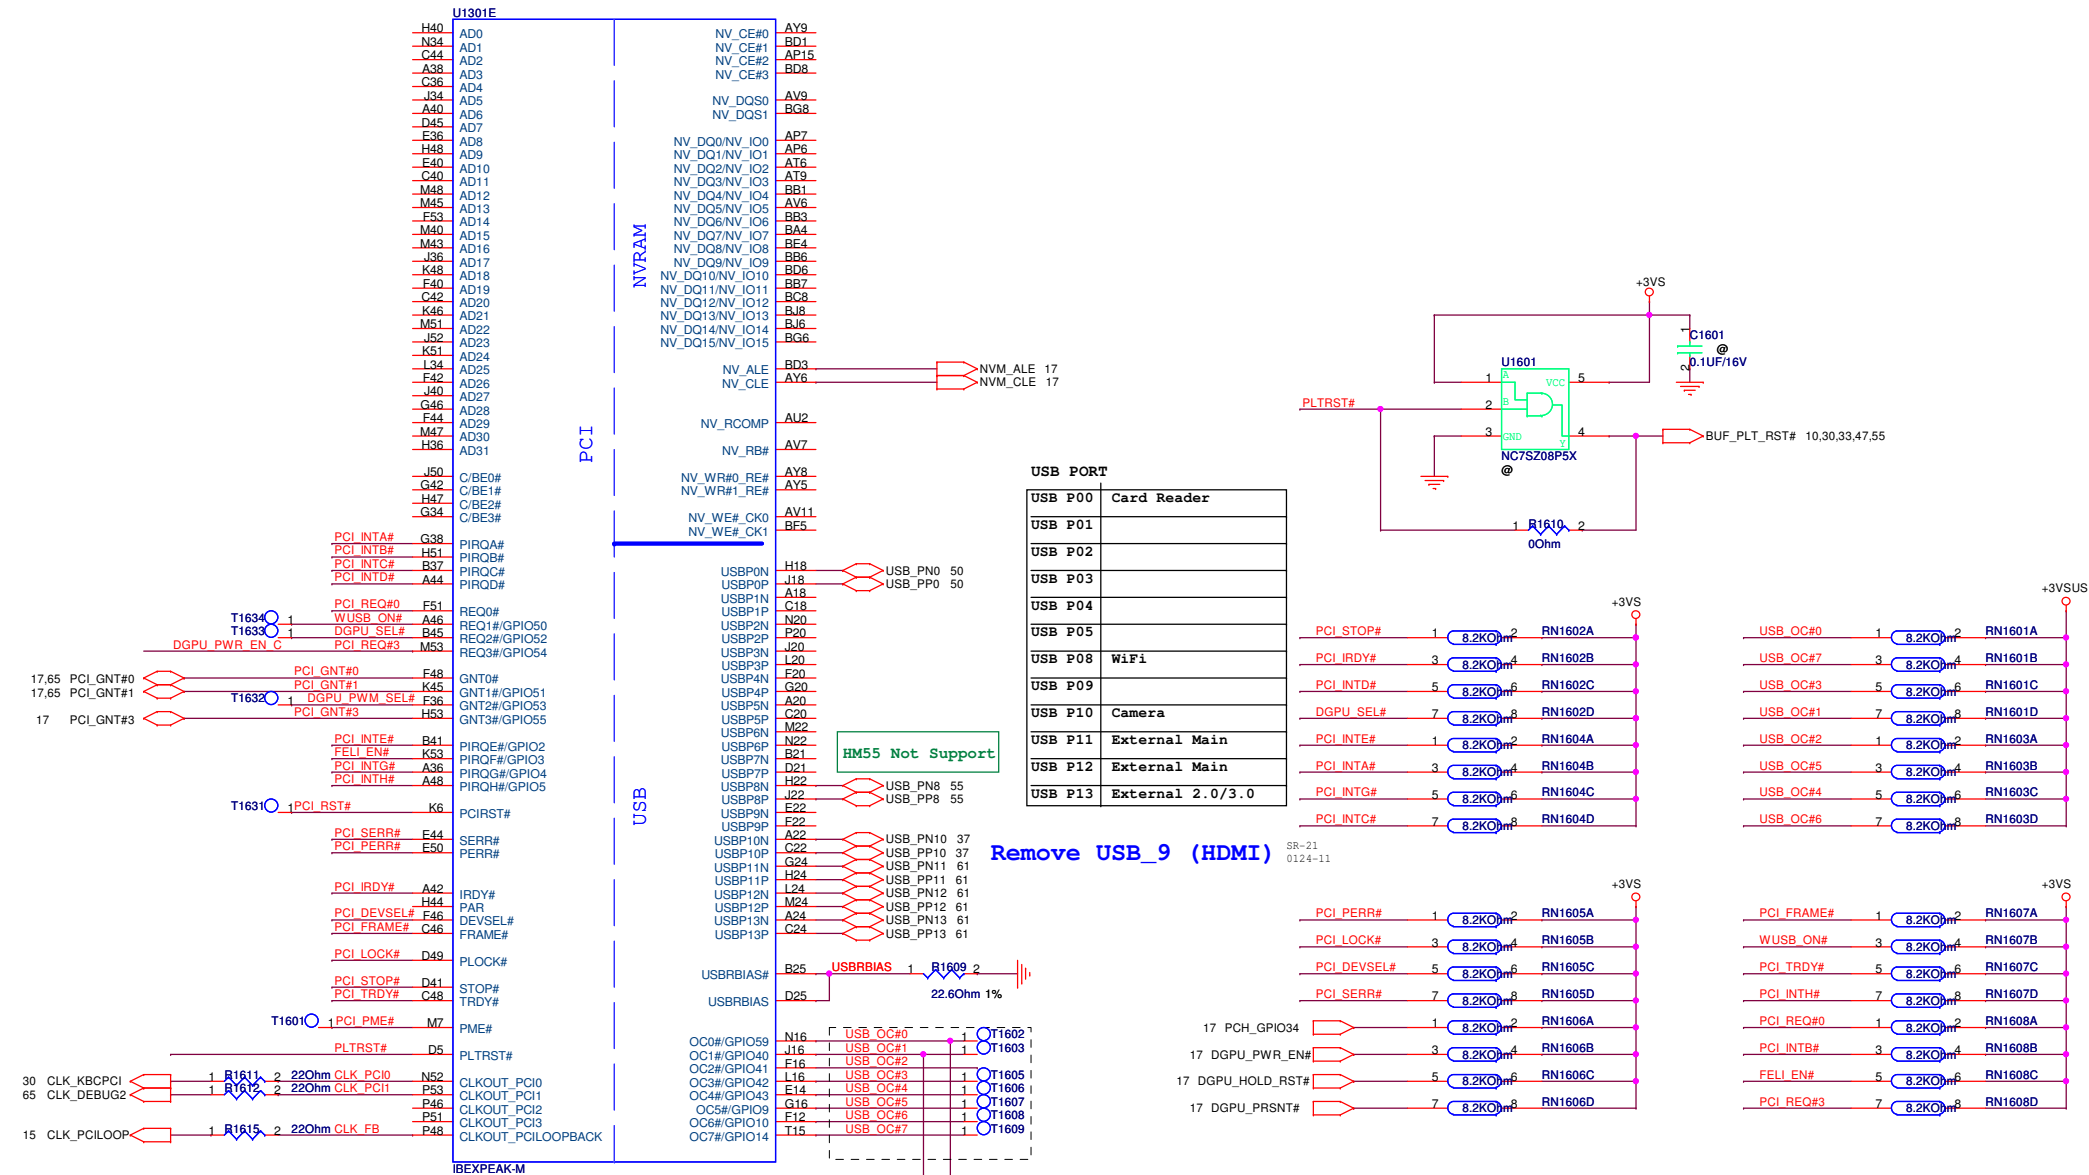 U1301E
H40 AD0 NV_CE#0 AY9
N34 AD1 NV_CE#1 BD1
C44 AD2 NV_CE#2 AP15
A38 AD3 NV_CE#3 BD8
C36 AD4
J34 AD5 NV_DQS0 AV9
A40 AD6 NV_DQS1 BG8
D45 AD7
E36 AD8 NV_DQ0/NV_IO0 AP7
H48 AD9 NV_DQ1/NV_IO1 AP6
E40 AD10 NV_DQ2/NV_IO2 AT6
C40 AD11 NV_DQ3/NV_IO3 AT9
M48 AD12 NV_DQ4/NV_IO4 BB1
M45 AD13 NV_DQ5/NV_IO5 AV6
F53 AD14 NV_DQ6/NV_IO6 BB3
M40 AD15 NV_DQ7/NV_IO7 BA4
M43 AD16 NV_DQ8/NV_IO8 BE4
J36 AD17 NV_DQ9/NV_IO9 BB6
K48 AD18 NV_DQ10/NV_IO10 BD6
F40 AD19 NV_DQ11/NV_IO11 BB7
C42 AD20 NV_DQ12/NV_IO12 BC8
K46 AD21 NV_DQ13/NV_IO13 BJ8
M51 AD22 NV_DQ14/NV_IO14 BJ6
J52 AD23 NV_DQ15/NV_IO15 BG6
K51 AD24
L34 AD25 NV_ALE BD3 NVM_ALE 17
F42 AD26 NV_CLE AY6 NVM_CLE 17
J40 AD27
G46 AD28
F44 AD29 NV_RCOMP AU2
M47 AD30
H36 AD31 NV_RB# AV7
J50 C/BE0# NV_WR#0_RE# AY8
G42 C/BE1# NV_WR#1_RE# AY5
H47 C/BE2#
G34 C/BE3# NV_WE#_CK0 AV11
NV_WE#_CK1 BF5
NVRAM
PCI
USB
PCI_INTA# G38 PIRQA#
PCI_INTB# H51 PIRQB#
PCI_INTC# B37 PIRQC# USBP0N H18 USB_PN0 50
PCI_INTD# A44 PIRQD# USBP0P J18 USB_PP0 50
USBP1N A18
PCI_REQ#0 F51 REQ0# USBP1P C18
T1634 1 WUSB_ON# A46 REQ1#/GPIO50 USBP2N N20
T1633 1 DGPU_SEL# B45 REQ2#/GPIO52 USBP2P P20
DGPU_PWR_EN_C PCI_REQ#3 M53 REQ3#/GPIO54 USBP3N J20
USBP3P L20
17,65 PCI_GNT#0 PCI_GNT#0 F48 GNT0# USBP4N F20
17,65 PCI_GNT#1 PCI_GNT#1 K45 GNT1#/GPIO51 USBP4P G20
T1632 1 DGPU_PWM_SEL# F36 GNT2#/GPIO53 USBP5N A20
17 PCI_GNT#3 PCI_GNT#3 H53 GNT3#/GPIO55 USBP5P C20
USBP6N M22
PCI_INTE# B41 PIRQE#/GPIO2 USBP6P N22
FELI_EN# K53 PIRQF#/GPIO3 USBP7N B21
PCI_INTG# A36 PIRQG#/GPIO4 USBP7P D21
PCI_INTH# A48 PIRQH#/GPIO5 USBP8N H22 USB_PN8 55
USBP8P J22 USB_PP8 55
T1631 1 PCI_RST# K6 PCIRST# USBP9N E22
USBP9P F22
PCI_SERR# E44 SERR# USBP10N A22 USB_PN10 37
PCI_PERR# E50 PERR# USBP10P C22 USB_PP10 37
USBP11N G24 USB_PN11 61
USBP11P H24 USB_PP11 61
PCI_IRDY# A42 IRDY# USBP12N L24 USB_PN12 61
H44 PAR USBP12P M24 USB_PP12 61
PCI_DEVSEL# F46 DEVSEL# USBP13N A24 USB_PN13 61
PCI_FRAME# C46 FRAME# USBP13P C24 USB_PP13 61
PCI_LOCK# D49 PLOCK#
USBRBIAS# B25 USBRBIAS 1 R1609 2
PCI_STOP# D41 STOP# 22.6Ohm 1%
PCI_TRDY# C48 TRDY# USBRBIAS D25
T1601 1 PCI_PME# M7 PME#
PLTRST# D5 PLTRST#
OC0#/GPIO59 N16 USB_OC#0 1 T1602
OC1#/GPIO40 J16 USB_OC#1 1 T1603
OC2#/GPIO41 F16 USB_OC#2
30 CLK_KBCPCI 1 R1611 2 22Ohm CLK_PCI0 N52 CLKOUT_PCI0 OC3#/GPIO42 L16 USB_OC#3 1 T1605
65 CLK_DEBUG2 1 R1612 2 22Ohm CLK_PCI1 P53 CLKOUT_PCI1 OC4#/GPIO43 E14 USB_OC#4 1 T1606
P46 CLKOUT_PCI2 OC5#/GPIO9 G16 USB_OC#5 1 T1607
P51 CLKOUT_PCI3 OC6#/GPIO10 F12 USB_OC#6 1 T1608
15 CLK_PCILOOP 1 R1615 2 22Ohm CLK_FB P48 CLKOUT_PCILOOPBACK OC7#/GPIO14 T15 USB_OC#7 1 T1609
IBEXPEAK-M
HM55 Not Support
USB PORT
USB P00 Card Reader
USB P01
USB P02
USB P03
USB P04
USB P05
USB P08 WiFi
USB P09
USB P10 Camera
USB P11 External Main
USB P12 External Main
USB P13 External 2.0/3.0
Remove USB_9 (HDMI) SR-21
0124-11
+3VS
1 C1601
@
2 0.1UF/16V
U1601
1 A VCC 5
PLTRST# 2 B
3 GND Y 4 BUF_PLT_RST# 10,30,33,47,55
NC7SZ08P5X
@
1 R1610 2
0Ohm
+3VS
PCI_STOP# 1 8.2KOhm 2 RN1602A
PCI_IRDY# 3 8.2KOhm 4 RN1602B
PCI_INTD# 5 8.2KOhm 6 RN1602C
DGPU_SEL# 7 8.2KOhm 8 RN1602D
PCI_INTE# 1 8.2KOhm 2 RN1604A
PCI_INTA# 3 8.2KOhm 4 RN1604B
PCI_INTG# 5 8.2KOhm 6 RN1604C
PCI_INTC# 7 8.2KOhm 8 RN1604D
+3VSUS
USB_OC#0 1 8.2KOhm 2 RN1601A
USB_OC#7 3 8.2KOhm 4 RN1601B
USB_OC#3 5 8.2KOhm 6 RN1601C
USB_OC#1 7 8.2KOhm 8 RN1601D
USB_OC#2 1 8.2KOhm 2 RN1603A
USB_OC#5 3 8.2KOhm 4 RN1603B
USB_OC#4 5 8.2KOhm 6 RN1603C
USB_OC#6 7 8.2KOhm 8 RN1603D
+3VS
PCI_PERR# 1 8.2KOhm 2 RN1605A
PCI_LOCK# 3 8.2KOhm 4 RN1605B
PCI_DEVSEL# 5 8.2KOhm 6 RN1605C
PCI_SERR# 7 8.2KOhm 8 RN1605D
17 PCH_GPIO34 1 8.2KOhm 2 RN1606A
17 DGPU_PWR_EN# 3 8.2KOhm 4 RN1606B
17 DGPU_HOLD_RST# 5 8.2KOhm 6 RN1606C
17 DGPU_PRSNT# 7 8.2KOhm 8 RN1606D
+3VS
PCI_FRAME# 1 8.2KOhm 2 RN1607A
WUSB_ON# 3 8.2KOhm 4 RN1607B
PCI_TRDY# 5 8.2KOhm 6 RN1607C
PCI_INTH# 7 8.2KOhm 8 RN1607D
PCI_REQ#0 1 8.2KOhm 2 RN1608A
PCI_INTB# 3 8.2KOhm 4 RN1608B
FELI_EN# 5 8.2KOhm 6 RN1608C
PCI_REQ#3 7 8.2KOhm 8 RN1608D